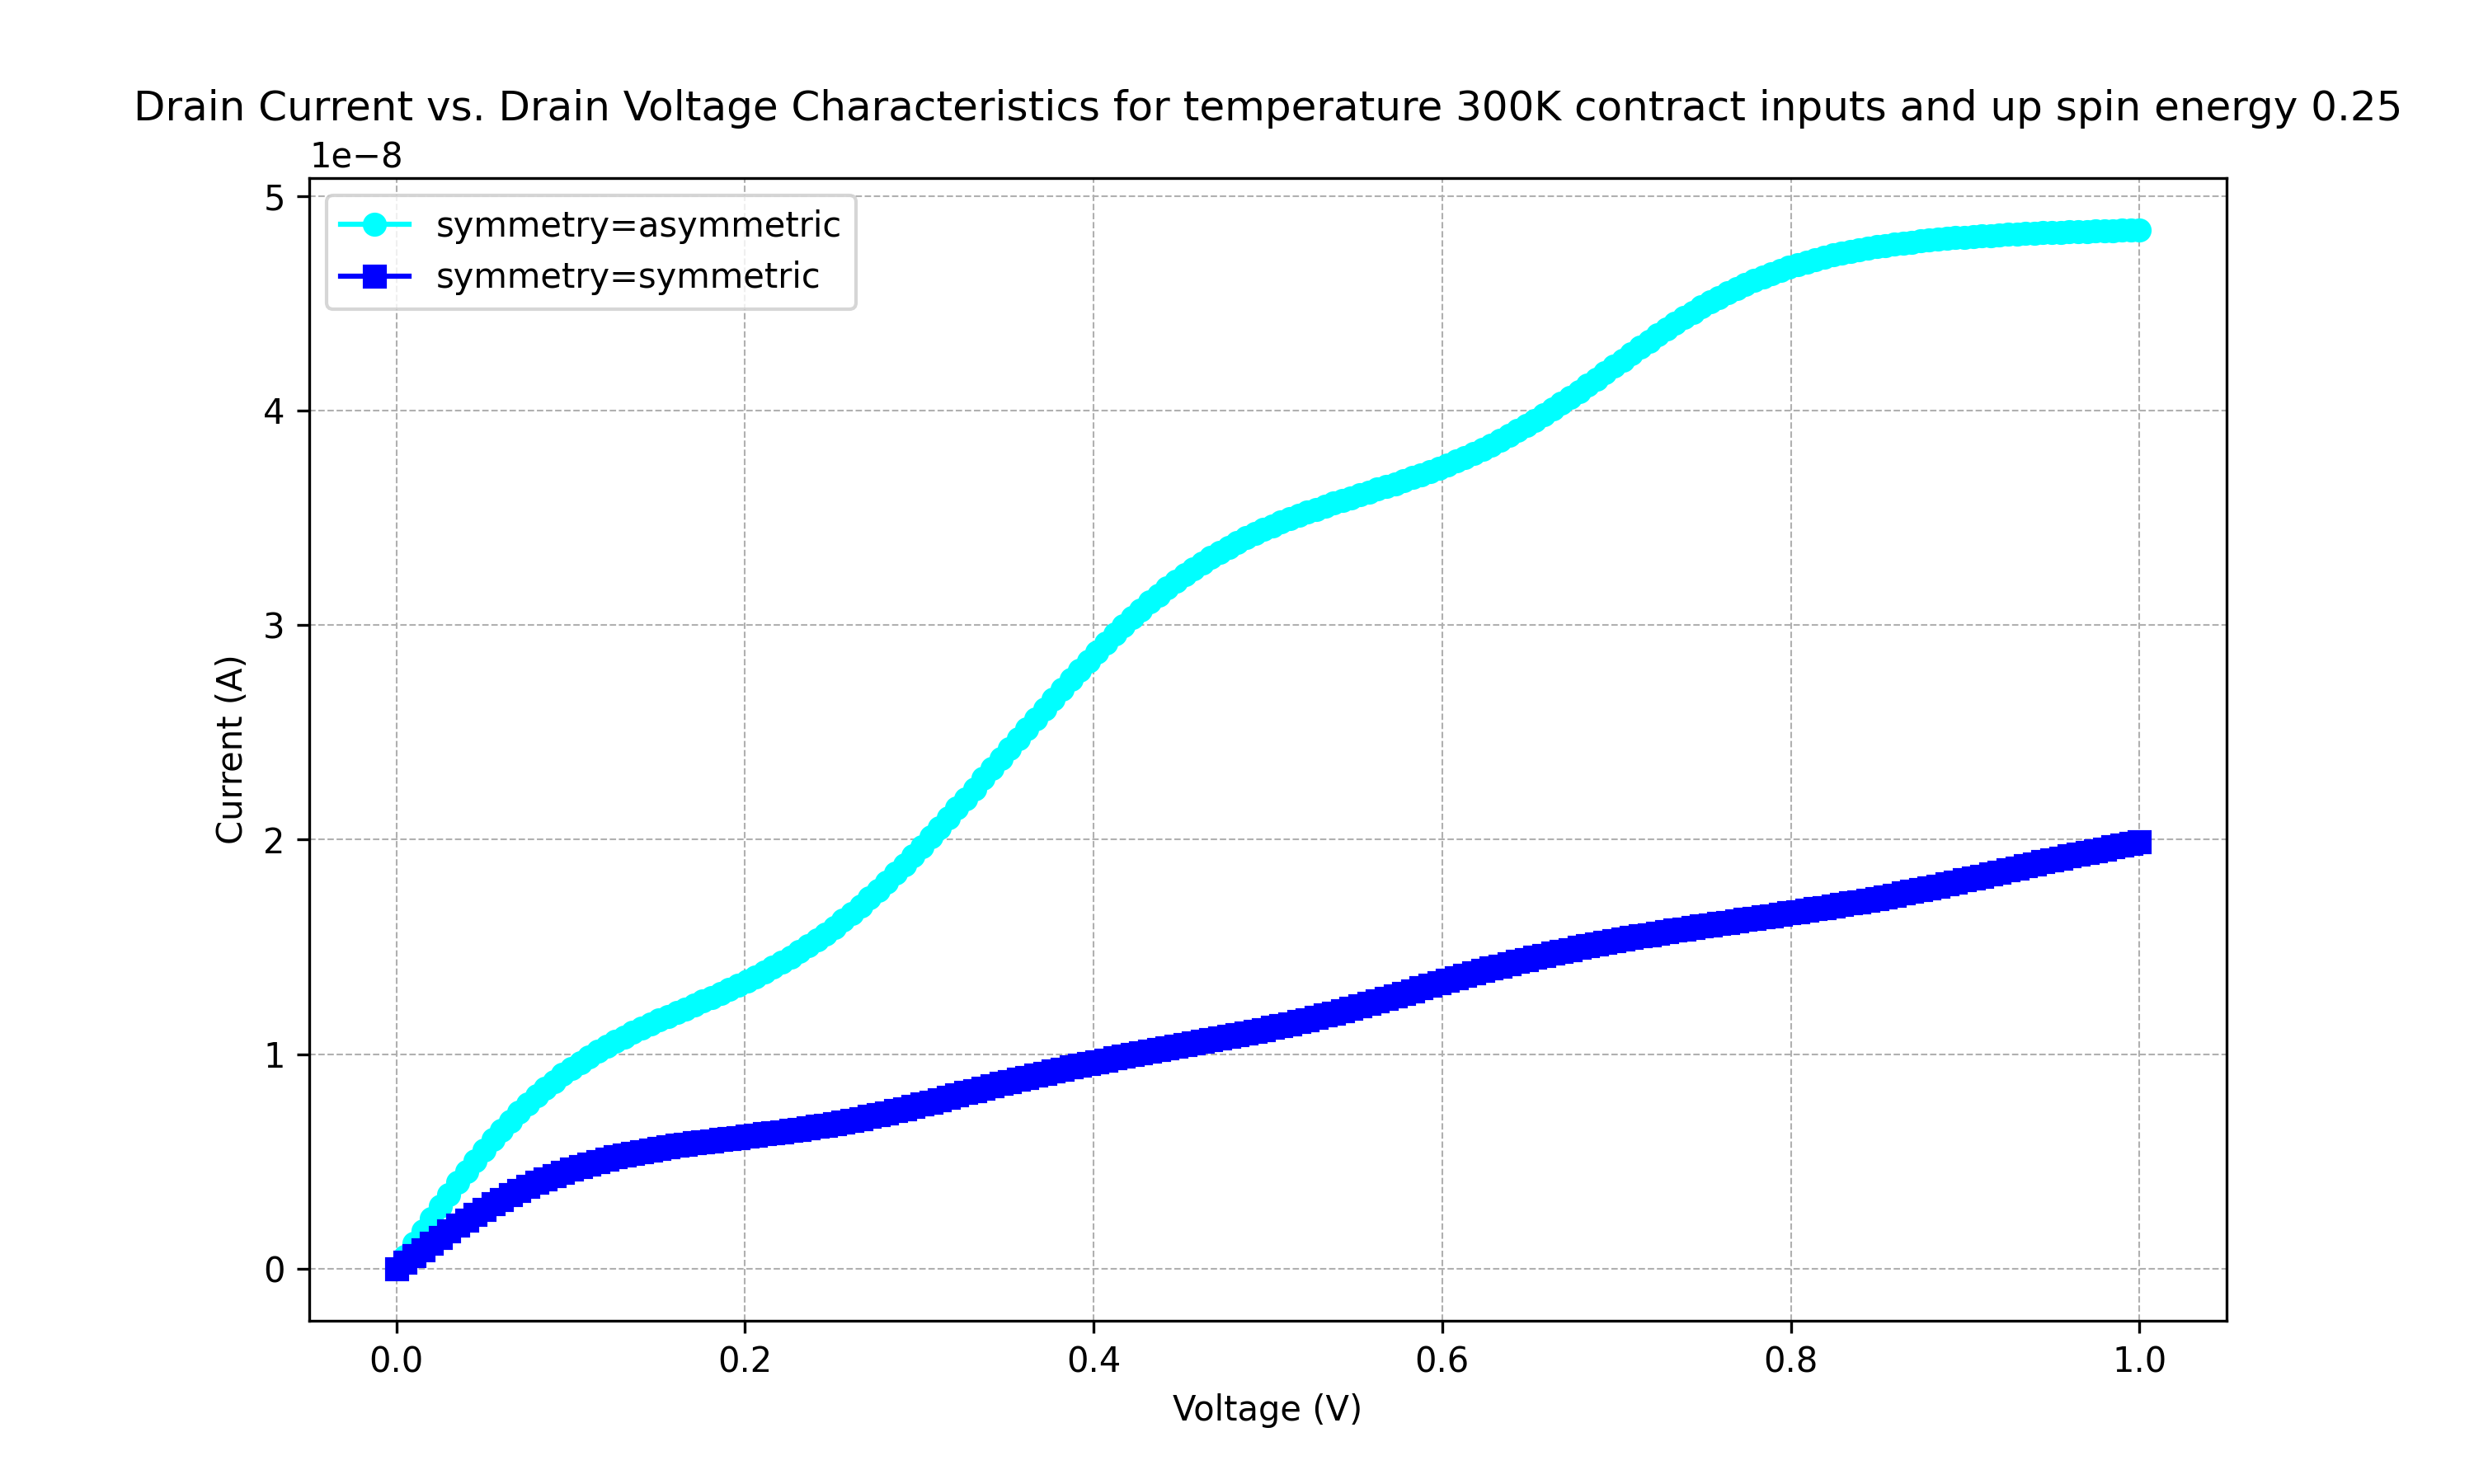 Drain Current vs. Drain Voltage Characteristics for temperature 300K contract inputs and up spin energy 0.25
1e−8
symmetry=asymmetric
symmetry=symmetric
5
4
3
2
1
0
Current (A)
0.0 0.2 0.4 0.6 0.8 1.0
Voltage (V)